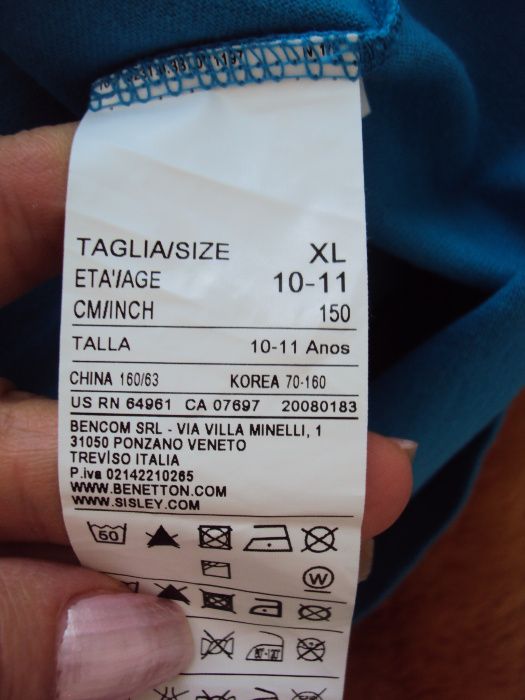 TAGLIA/SIZE XL
ETA'/AGE 10-11
CM/INCH 150
TALLA 10-11 Anos
CHINA 160/63 KOREA 70-160
US RN 64961 CA 07697 20080183
BENCOM SRL - VIA VILLA MINELLI, 1
31050 PONZANO VENETO
TREVISO ITALIA
P.iva 02142210265
WWW.BENETTON.COM
WWW.SISLEY.COM
W